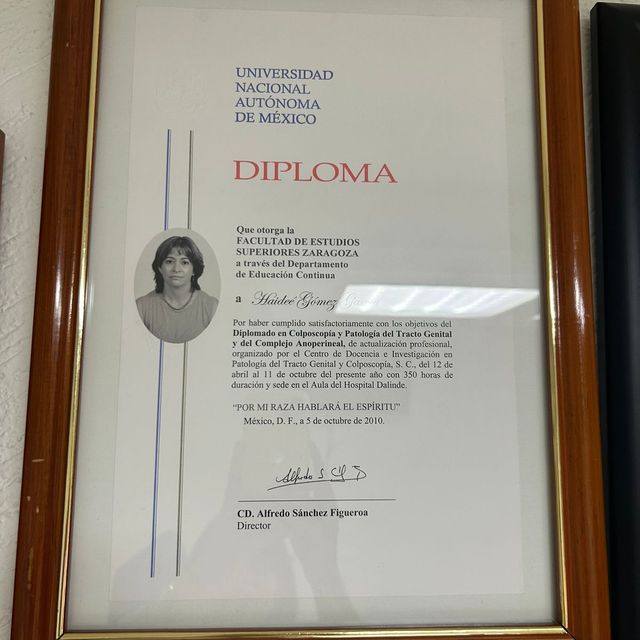 UNIVERSIDAD
NACIONAL
AUTÓNOMA
DE MÉXICO
DIPLOMA
Que otorga la
FACULTAD DE ESTUDIOS
SUPERIORES ZARAGOZA
a través del Departamento
de Educación Continua
a Haideé Gómez
Por haber cumplido satisfactoriamente con los objetivos del
Diplomado en Colposcopía y Patología del Tracto Genital
y del Complejo Anoperineal, de actualización profesional,
organizado por el Centro de Docencia e Investigación en
Patología del Tracto Genital y Colposcopía, S. C., del 12 de
abril al 11 de octubre del presente año con 350 horas de
duración y sede en el Aula del Hospital Dalinde.
“POR MI RAZA HABLARÁ EL ESPÍRITU”
México, D. F., a 5 de octubre de 2010.
CD. Alfredo Sánchez Figueroa
Director